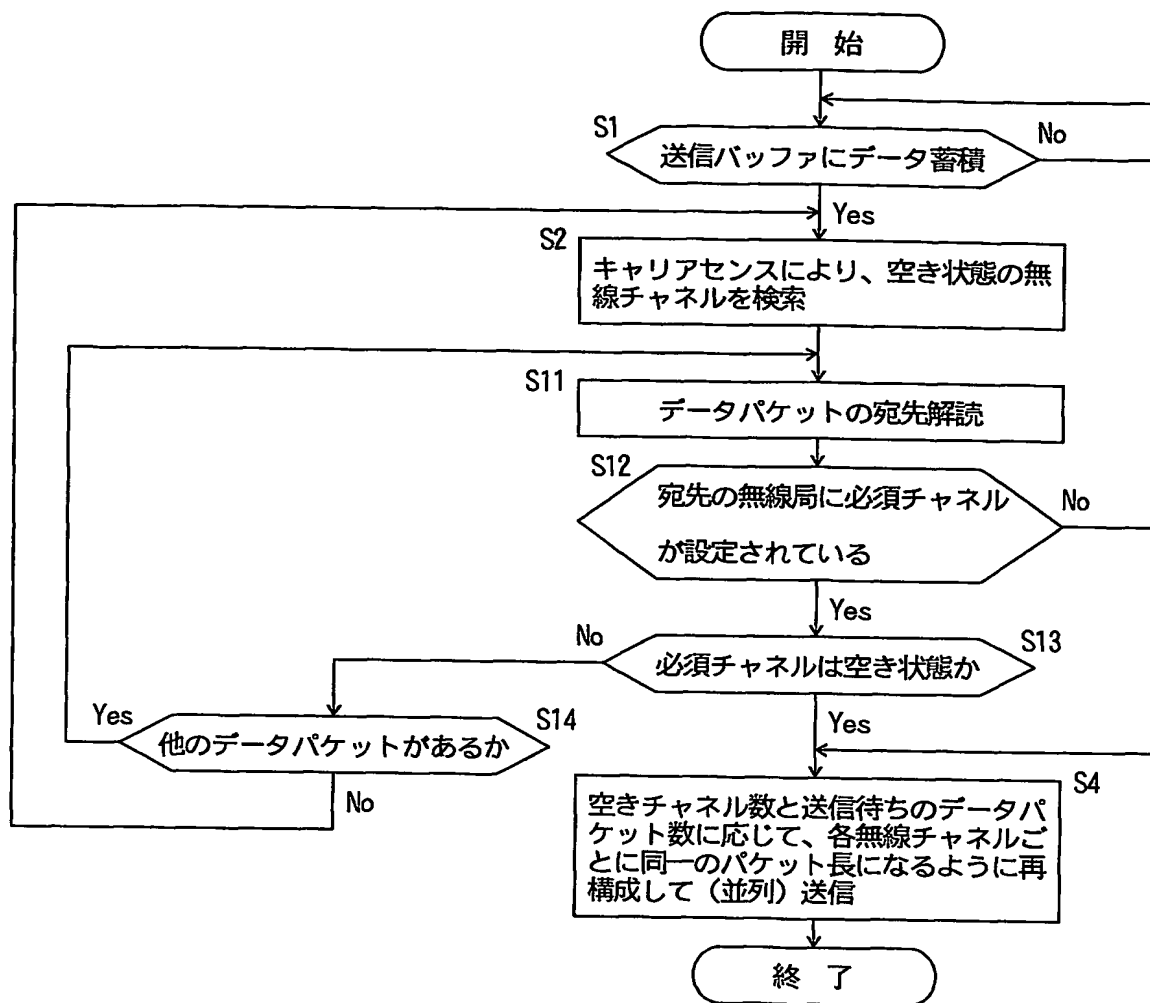 開 始
S1
送信バッファにデータ蓄積
No
Yes
S2
キャリアセンスにより、空き状態の無
線チャネルを検索
S11
データパケットの宛先解読
S12
宛先の無線局に必須チャネル
が設定されている
No
Yes
No
必須チャネルは空き状態か
S13
Yes
他のデータパケットがあるか
S14
Yes
No
S4
空きチャネル数と送信待ちのデータパ
ケット数に応じて、各無線チャネルご
とに同一のパケット長になるように再
構成して（並列）送信
終 了